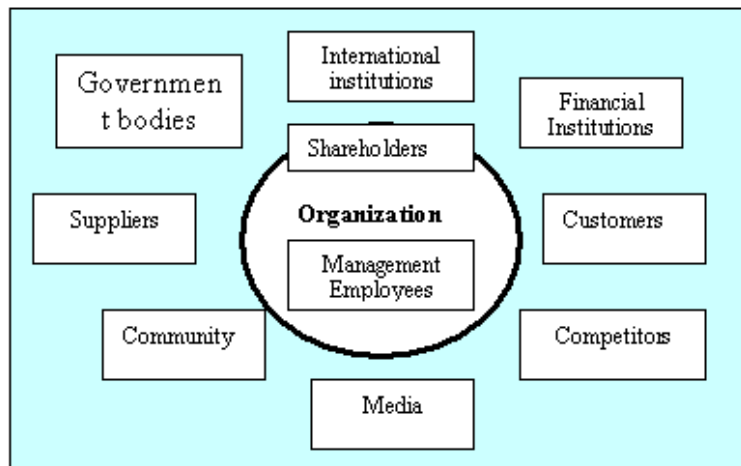 International
institutions
Governmen
t bodies
Financial
Institutions
Shareholders
Suppliers
Organization
Customers
Management
Employees
Community
Competitors
Media